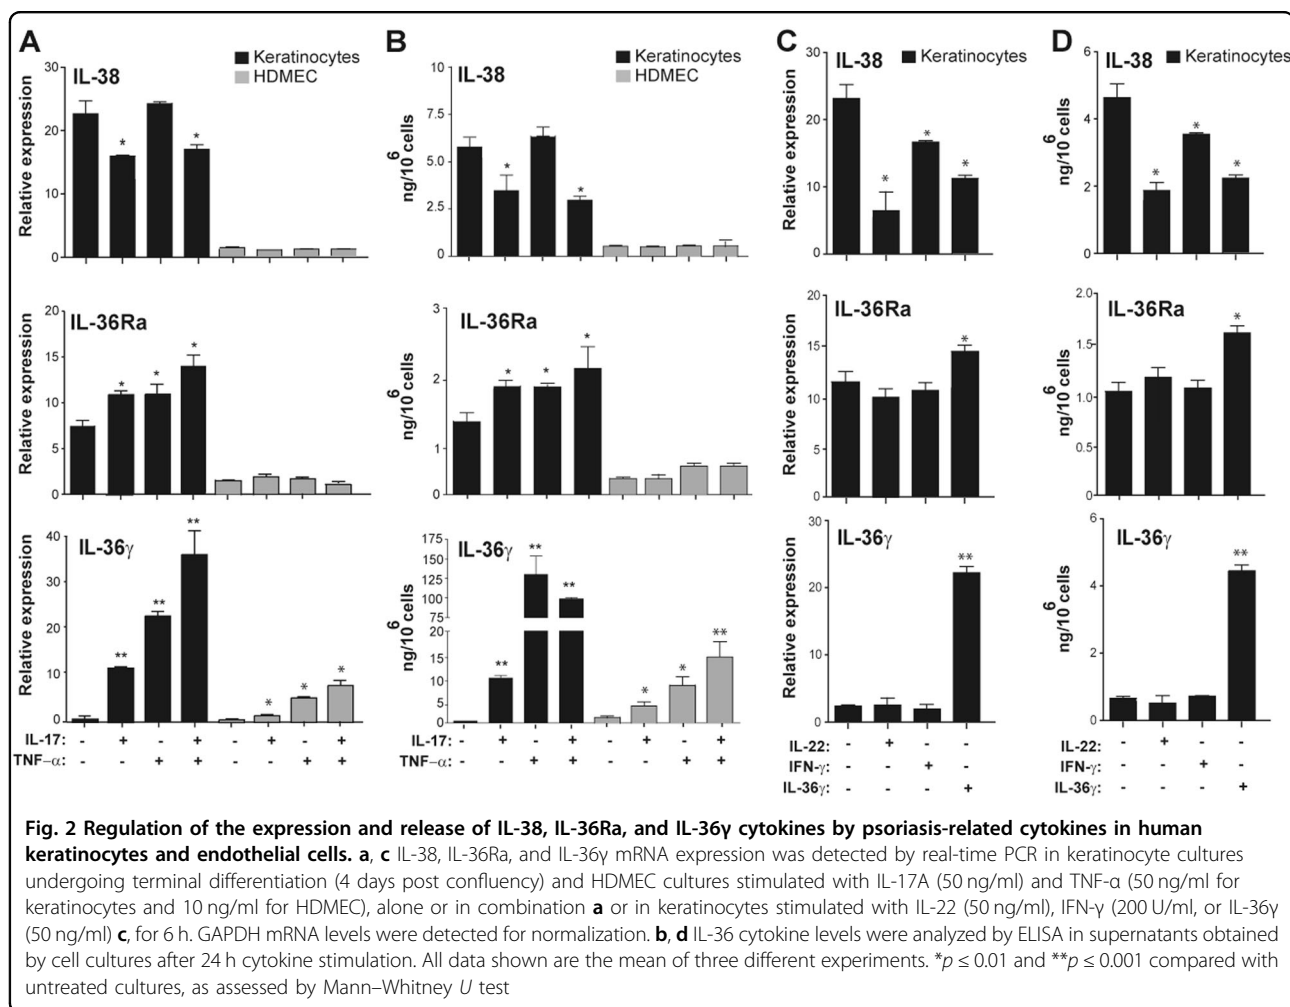 A
B
C
D
IL-38
Keratinocytes
HDMEC
Relative expression
30
20
10
0
*
*
IL-36Ra
Relative expression
20
15
10
5
0
*
*
*
IL-36γ
Relative expression
40
30
20
10
0
**
**
**
*
*
*
IL-17: - + - + - + - +
TNF-α: - - + + - - + +
IL-38
Keratinocytes
HDMEC
ng/10⁶ cells
10
7.5
5.0
2.5
0
*
*
IL-36Ra
ng/10⁶ cells
3
2
1
0
*
*
*
IL-36γ
ng/10⁶ cells
175
150
125
100
75
50
20
15
10
5
0
**
**
**
*
*
**
IL-17: - + - + - + - +
TNF-α: - - + + - - + +
IL-38
Keratinocytes
Relative expression
30
20
10
0
*
*
*
IL-36Ra
Relative expression
20
15
10
5
0
*
IL-36γ
Relative expression
30
20
10
0
**
IL-22: - + - -
IFN-γ: - - + -
IL-36γ: - - - +
IL-38
Keratinocytes
ng/10⁶ cells
6
4
2
0
*
*
*
IL-36Ra
ng/10⁶ cells
2.0
1.5
1.0
0.5
0
*
IL-36γ
ng/10⁶ cells
6
4
2
0
**
IL-22: - + - -
IFN-γ: - - + -
IL-36γ: - - - +
Fig. 2 Regulation of the expression and release of IL-38, IL-36Ra, and IL-36γ cytokines by psoriasis-related cytokines in human
keratinocytes and endothelial cells. a, c IL-38, IL-36Ra, and IL-36γ mRNA expression was detected by real-time PCR in keratinocyte cultures
undergoing terminal differentiation (4 days post confluency) and HDMEC cultures stimulated with IL-17A (50 ng/ml) and TNF-α (50 ng/ml for
keratinocytes and 10 ng/ml for HDMEC), alone or in combination a or in keratinocytes stimulated with IL-22 (50 ng/ml), IFN-γ (200 U/ml, or IL-36γ
(50 ng/ml) c, for 6 h. GAPDH mRNA levels were detected for normalization. b, d IL-36 cytokine levels were analyzed by ELISA in supernatants obtained
by cell cultures after 24 h cytokine stimulation. All data shown are the mean of three different experiments. *p ≤ 0.01 and **p ≤ 0.001 compared with
untreated cultures, as assessed by Mann–Whitney U test